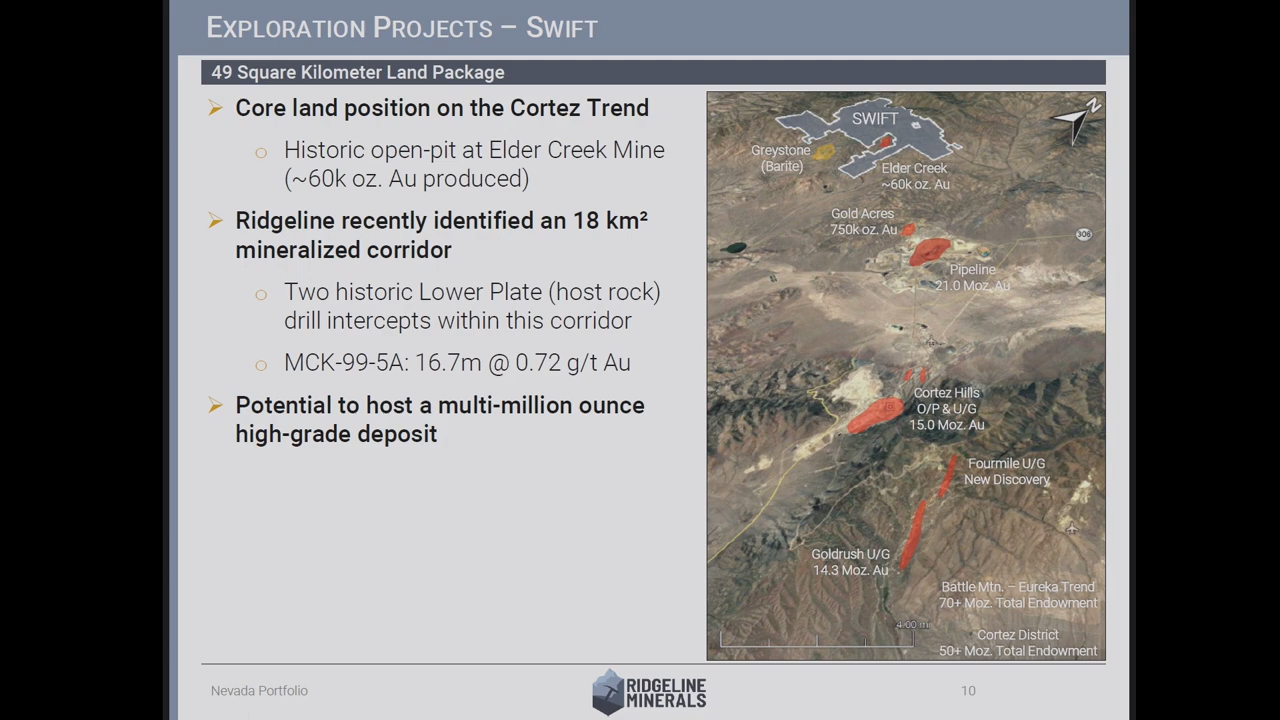 EXPLORATION PROJECTS – SWIFT
49 Square Kilometer Land Package
Core land position on the Cortez Trend
Historic open-pit at Elder Creek Mine
(~60k oz. Au produced)
Ridgeline recently identified an 18 km²
mineralized corridor
Two historic Lower Plate (host rock)
drill intercepts within this corridor
MCK-99-5A: 16.7m @ 0.72 g/t Au
Potential to host a multi-million ounce
high-grade deposit
N
SWIFT
Greystone
(Barite)
Elder Creek
~60k oz. Au
Gold Acres
750k oz. Au
306
Pipeline
21.0 Moz. Au
Cortez Hills
O/P & U/G
15.0 Moz. Au
Fourmile U/G
New Discovery
Goldrush U/G
14.3 Moz. Au
Battle Mtn. – Eureka Trend
70+ Moz. Total Endowment
4.00 m
Cortez District
50+ Moz. Total Endowment
Nevada Portfolio
RIDGELINE
MINERALS
10